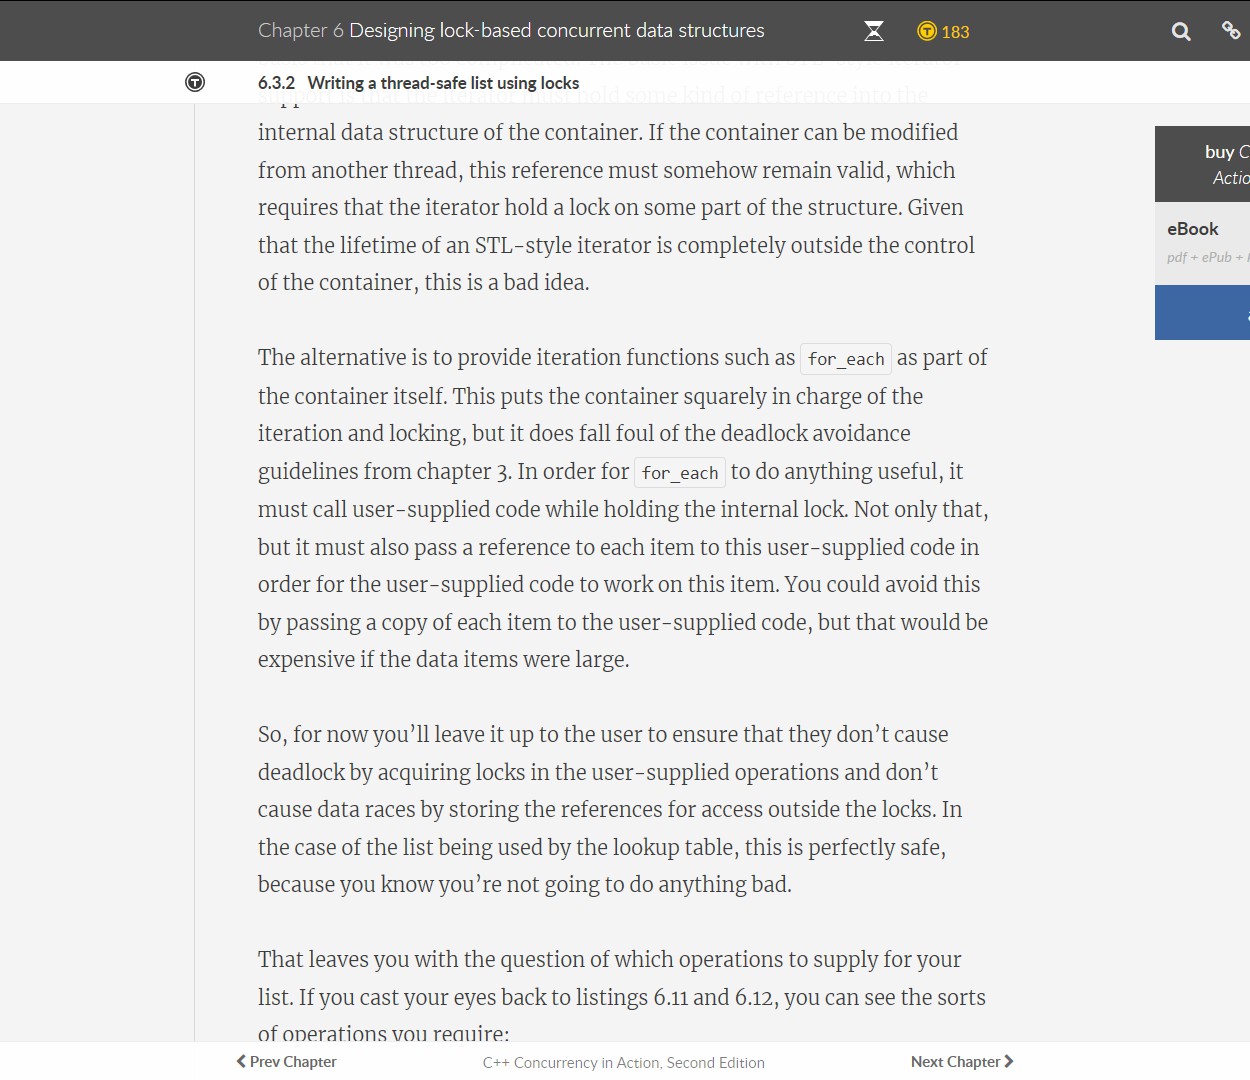 Chapter 6 Designing lock-based concurrent data structures
183
6.3.2 Writing a thread-safe list using locks
support is that the iterator must hold some kind of reference into the
internal data structure of the container. If the container can be modified
from another thread, this reference must somehow remain valid, which
requires that the iterator hold a lock on some part of the structure. Given
that the lifetime of an STL-style iterator is completely outside the control
of the container, this is a bad idea.
The alternative is to provide iteration functions such as for_each as part of
the container itself. This puts the container squarely in charge of the
iteration and locking, but it does fall foul of the deadlock avoidance
guidelines from chapter 3. In order for for_each to do anything useful, it
must call user-supplied code while holding the internal lock. Not only that,
but it must also pass a reference to each item to this user-supplied code in
order for the user-supplied code to work on this item. You could avoid this
by passing a copy of each item to the user-supplied code, but that would be
expensive if the data items were large.
So, for now you’ll leave it up to the user to ensure that they don’t cause
deadlock by acquiring locks in the user-supplied operations and don’t
cause data races by storing the references for access outside the locks. In
the case of the list being used by the lookup table, this is perfectly safe,
because you know you’re not going to do anything bad.
That leaves you with the question of which operations to supply for your
list. If you cast your eyes back to listings 6.11 and 6.12, you can see the sorts
of operations you require:
buy C
Actio
eBook
pdf + ePub +
Prev Chapter
C++ Concurrency in Action, Second Edition
Next Chapter